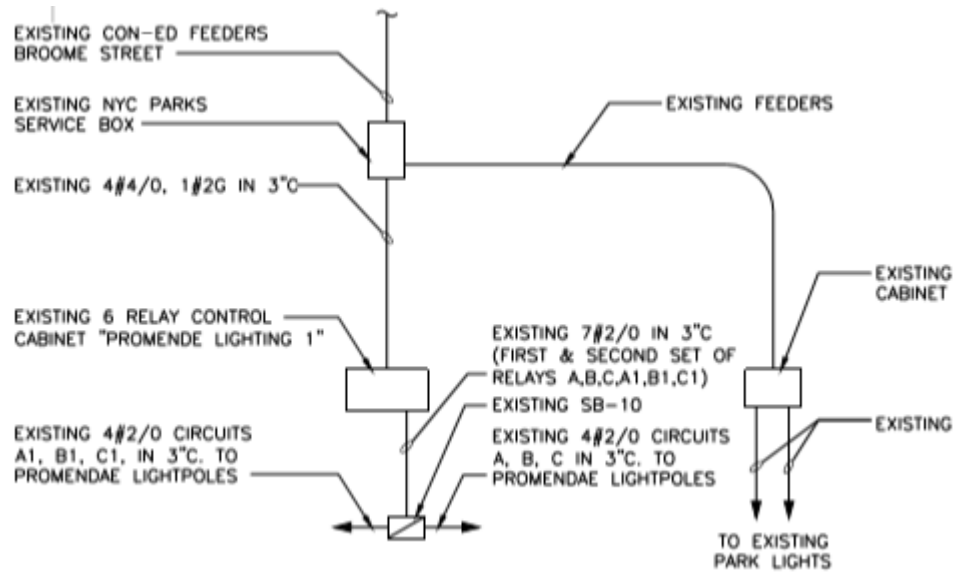 EXISTING CON-ED FEEDERS
BROOME STREET
EXISTING NYC PARKS
SERVICE BOX
EXISTING FEEDERS
EXISTING 4#4/0, 1#2G IN 3"C
EXISTING
CABINET
EXISTING 6 RELAY CONTROL
CABINET "PROMENDE LIGHTING 1"
EXISTING 7#2/0 IN 3"C
(FIRST & SECOND SET OF
RELAYS A,B,C,A1,B1,C1)
EXISTING SB-10
EXISTING 4#2/0 CIRCUITS
A1, B1, C1, IN 3"C. TO
PROMENDAE LIGHTPOLES
EXISTING 4#2/0 CIRCUITS
A, B, C IN 3"C. TO
PROMENDAE LIGHTPOLES
EXISTING
TO EXISTING
PARK LIGHTS